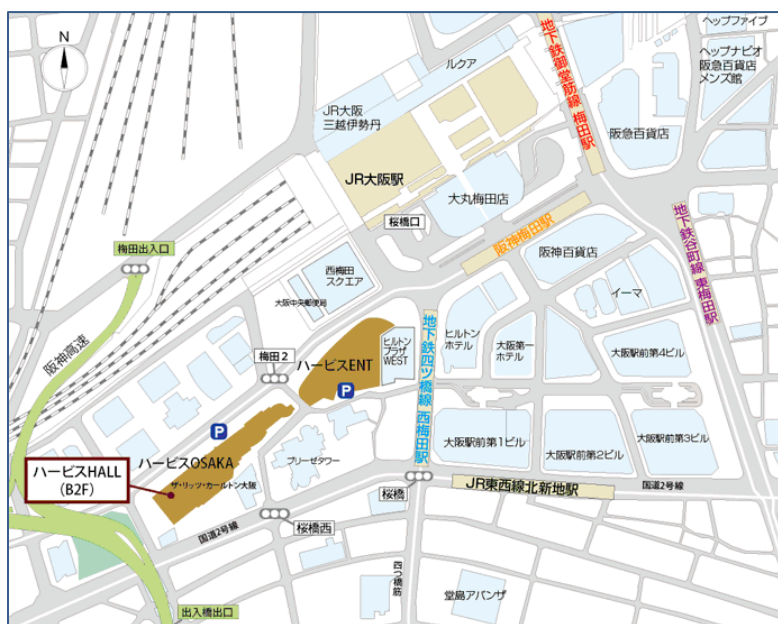 ヘップファイブ
N
ルクア
ヘップナビオ
阪急百貨店
メンズ館
地下鉄御堂筋線 梅田駅
JR大阪
三越伊勢丹
阪急百貨店
JR大阪駅
大丸梅田店
桜橋口
阪神梅田駅
地下鉄谷町線 東梅田駅
梅田出入口
阪神百貨店
西梅田
スクエア
大阪中央郵便局
イーマ
阪神高速
梅田2
ハービスENT
ヒルトン
プラザ
WEST
地下鉄四ツ橋線 西梅田駅
ヒルトン
ホテル
大阪第一
ホテル
大阪駅前第4ビル
P
P
大阪駅前第1ビル
大阪駅前第2ビル
大阪駅前第3ビル
ハービスOSAKA
ブリーゼタワー
ハービスHALL
(B2F)
ザ・リッツ・カールトン大阪
桜橋
JR東西線北新地駅
国道2号線
国道2号線
桜橋西
四つ橋筋
堂島アバンザ
出入橋出口